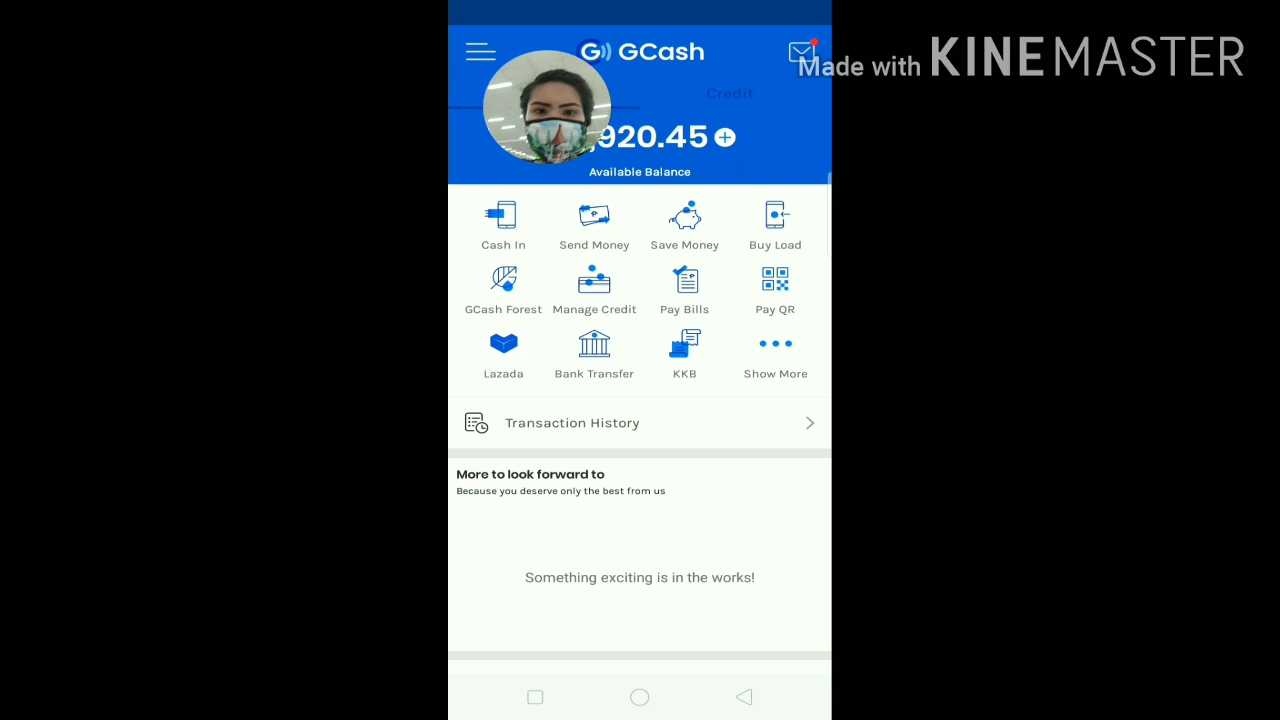 GCash
Made with KINEMASTER
Credit
,920.45
Available Balance
Cash In Send Money Save Money Buy Load
GCash Forest Manage Credit Pay Bills Pay QR
Lazada Bank Transfer KKB Show More
Transaction History
More to look forward to
Because you deserve only the best from us
Something exciting is in the works!